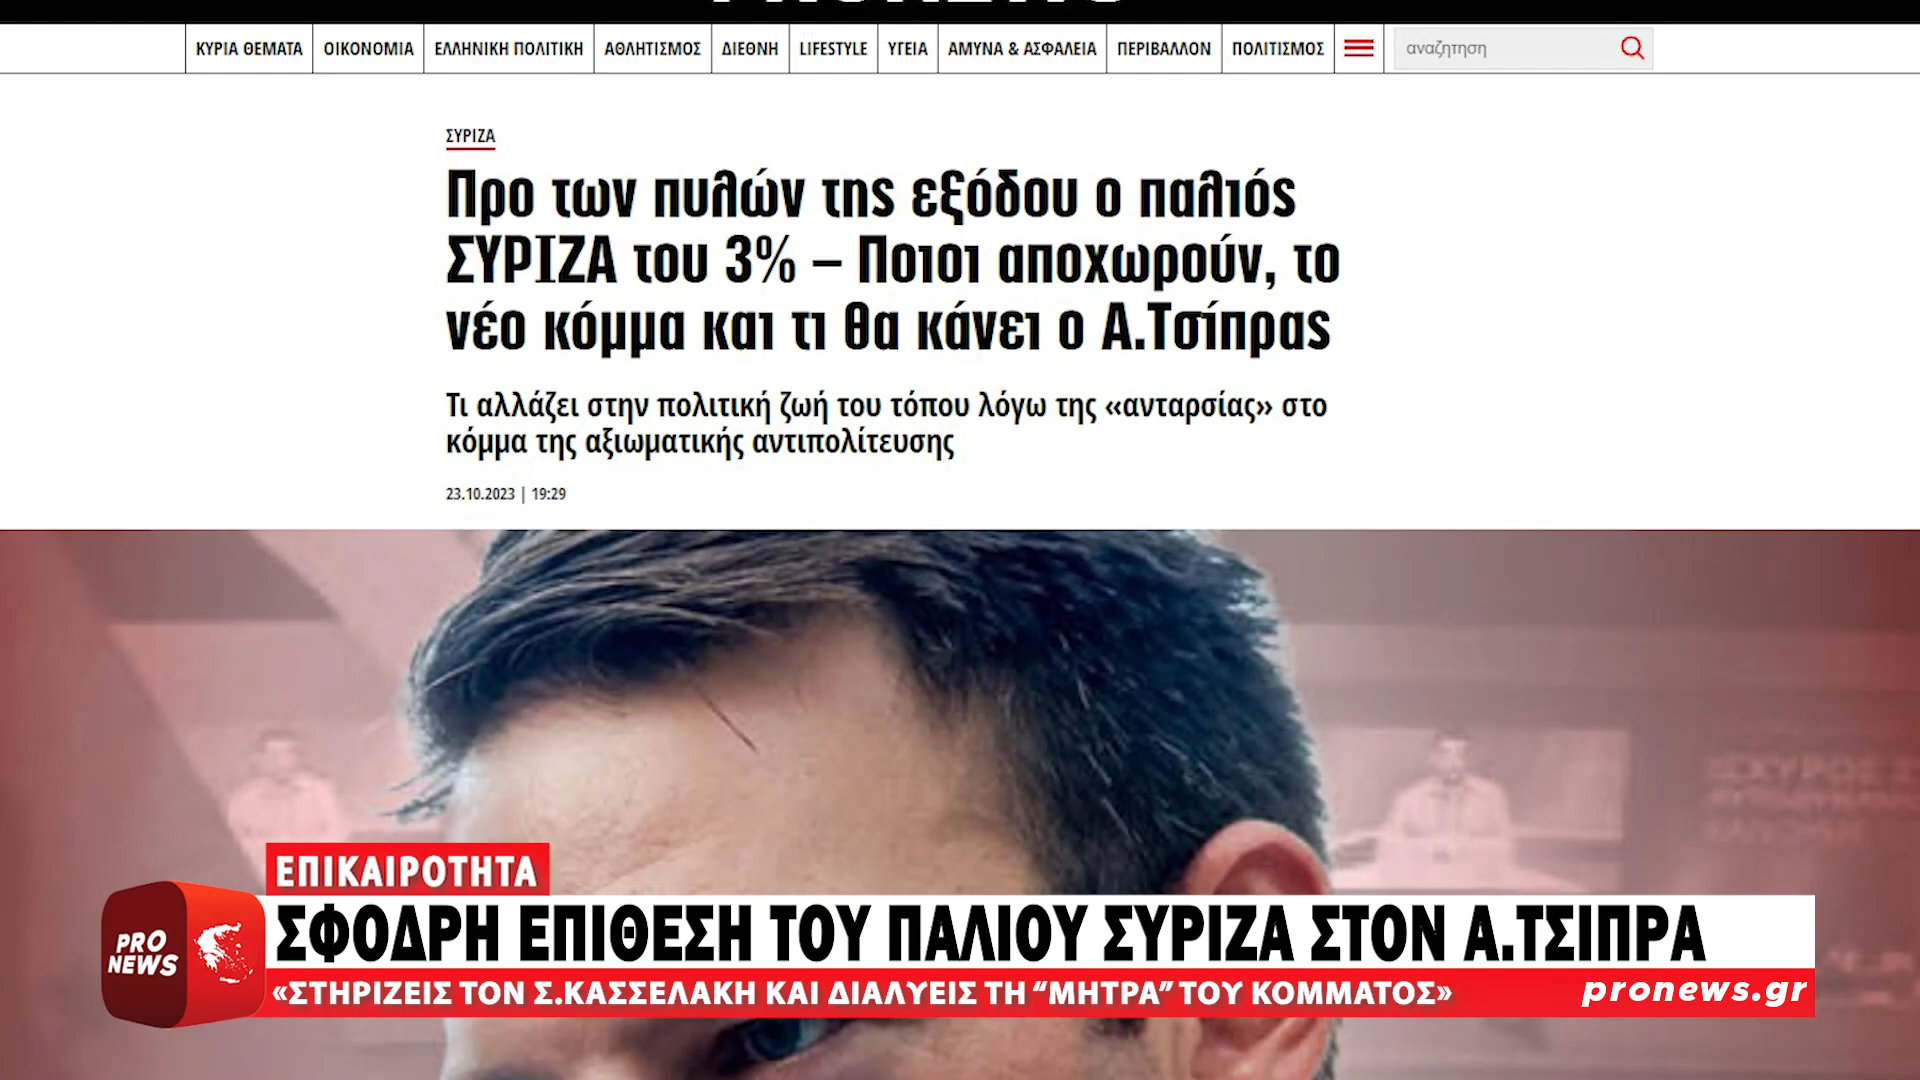 ΚΥΡΙΑ ΘΕΜΑΤΑ ΟΙΚΟΝΟΜΙΑ ΕΛΛΗΝΙΚΗ ΠΟΛΙΤΙΚΗ ΑΘΛΗΤΙΣΜΟΣ ΔΙΕΘΝΗ LIFESTYLE ΥΓΕΙΑ ΑΜΥΝΑ & ΑΣΦΑΛΕΙΑ ΠΕΡΙΒΑΛΛΟΝ ΠΟΛΙΤΙΣΜΟΣ αναζητηση
ΣΥΡΙΖΑ
Προ των πυλών της εξόδου ο παλιός
ΣΥΡΙΖΑ του 3% – Ποιοι αποχωρούν, το
νέο κόμμα και τι θα κάνει ο Α.Τσίπρας
Τι αλλάζει στην πολιτική ζωή του τόπου λόγω της «ανταρσίας» στο
κόμμα της αξιωματικής αντιπολίτευσης
23.10.2023 | 19:29
ΕΠΙΚΑΙΡΟΤΗΤΑ
ΣΦΟΔΡΗ ΕΠΙΘΕΣΗ ΤΟΥ ΠΑΛΙΟΥ ΣΥΡΙΖΑ ΣΤΟΝ Α.ΤΣΙΠΡΑ
PRO
NEWS
«ΣΤΗΡΙΖΕΙΣ ΤΟΝ Σ.ΚΑΣΣΕΛΑΚΗ ΚΑΙ ΔΙΑΛΥΕΙΣ ΤΗ “ΜΗΤΡΑ” ΤΟΥ ΚΟΜΜΑΤΟΣ»
pronews.gr